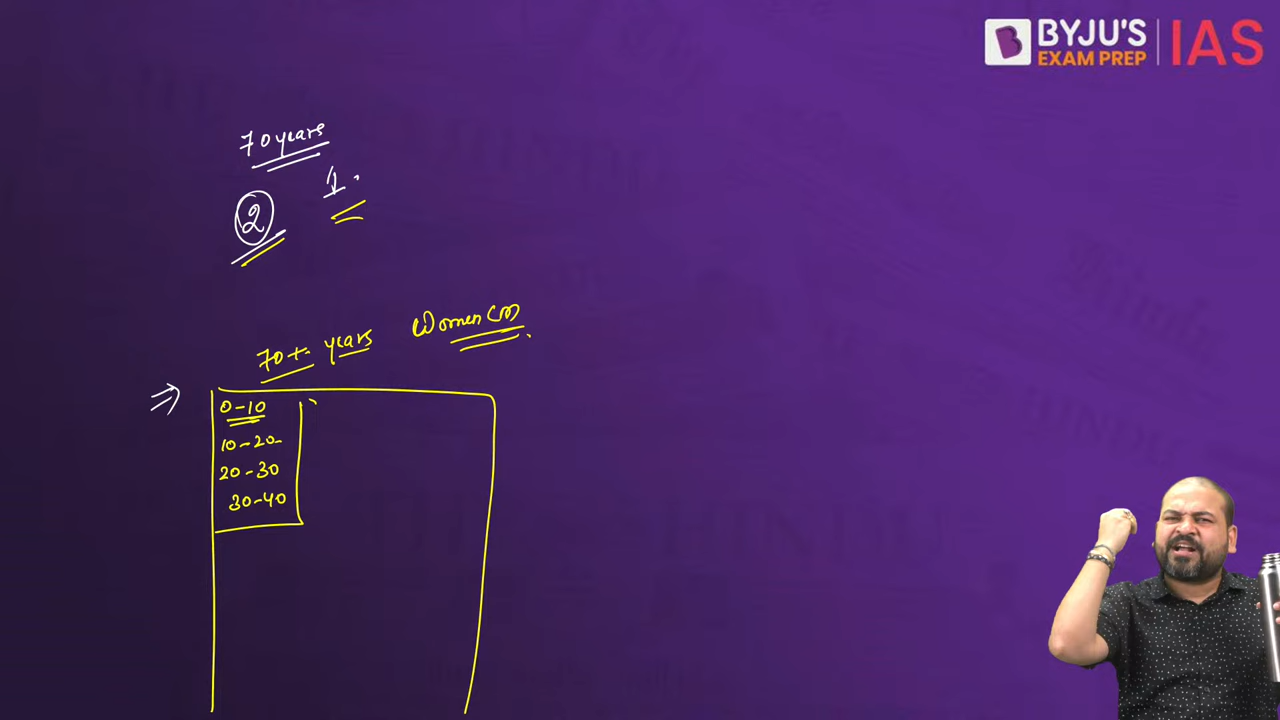 BYJU'S
EXAM PREP
IAS
70 years
2
1.
70+ years
Women
0-10
10-20
20-30
30-40